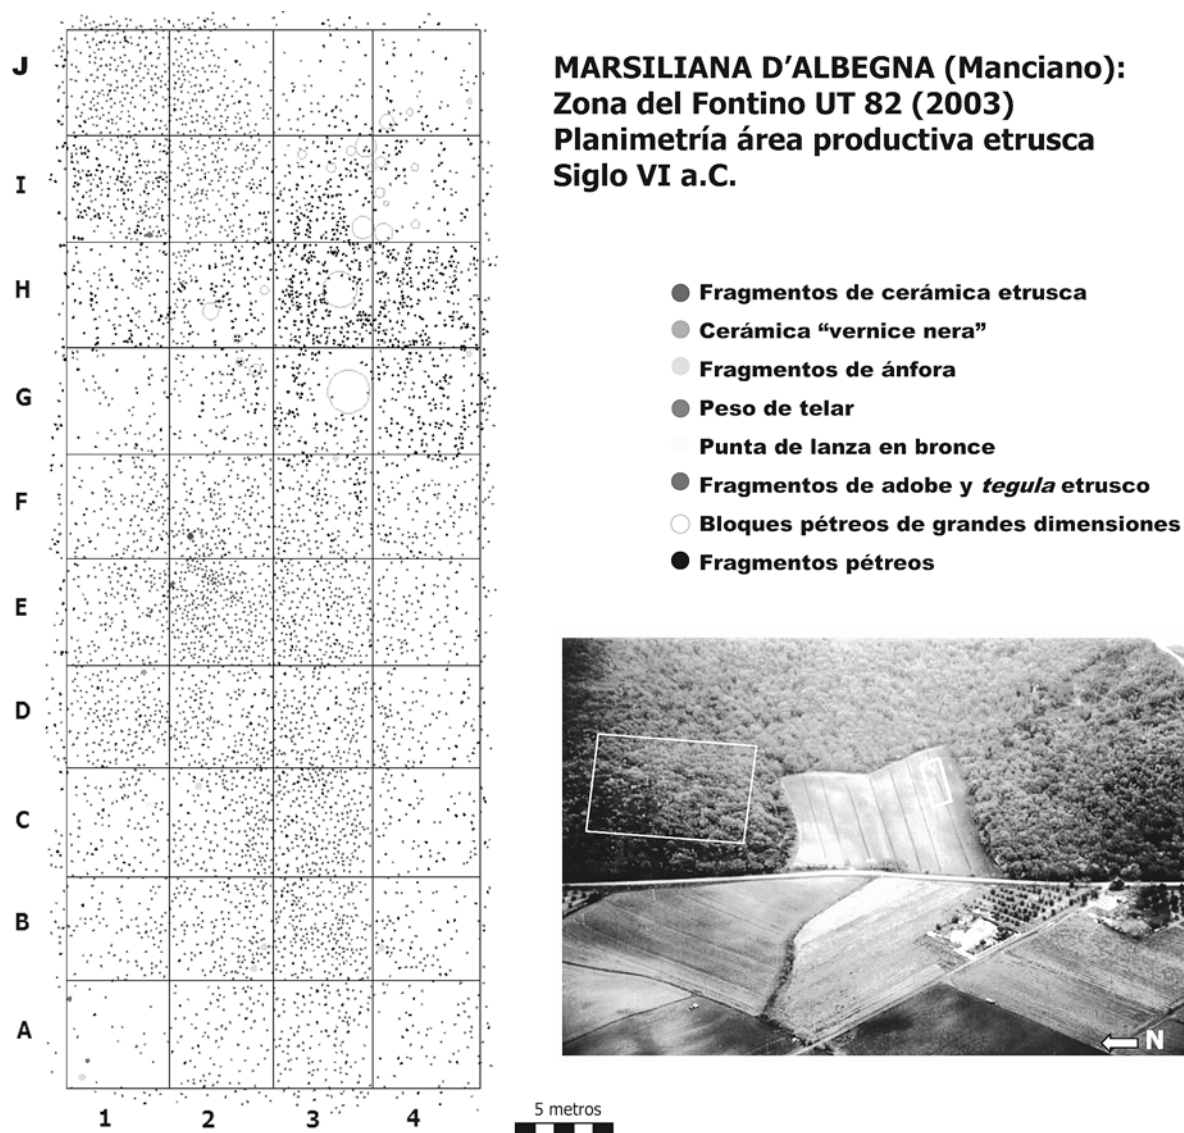 MARSILIANA D'ALBEGNA (Manciano):
Zona del Fontino UT 82 (2003)
Planimetría área productiva etrusca
Siglo VI a.C.
J
I
H
G
F
E
D
C
B
A
1 2 3 4
Fragmentos de cerámica etrusca
Cerámica “vernice nera”
Fragmentos de ánfora
Peso de telar
Punta de lanza en bronce
Fragmentos de adobe y tegula etrusco
Bloques pétreos de grandes dimensiones
Fragmentos pétreos
N
5 metros